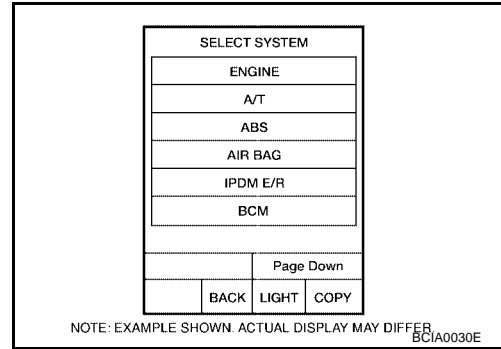 SELECT SYSTEM
ENGINE
A/T
ABS
AIR BAG
IPDM E/R
BCM
Page Down
BACK LIGHT COPY
NOTE: EXAMPLE SHOWN. ACTUAL DISPLAY MAY DIFFER.
BCIA0030E